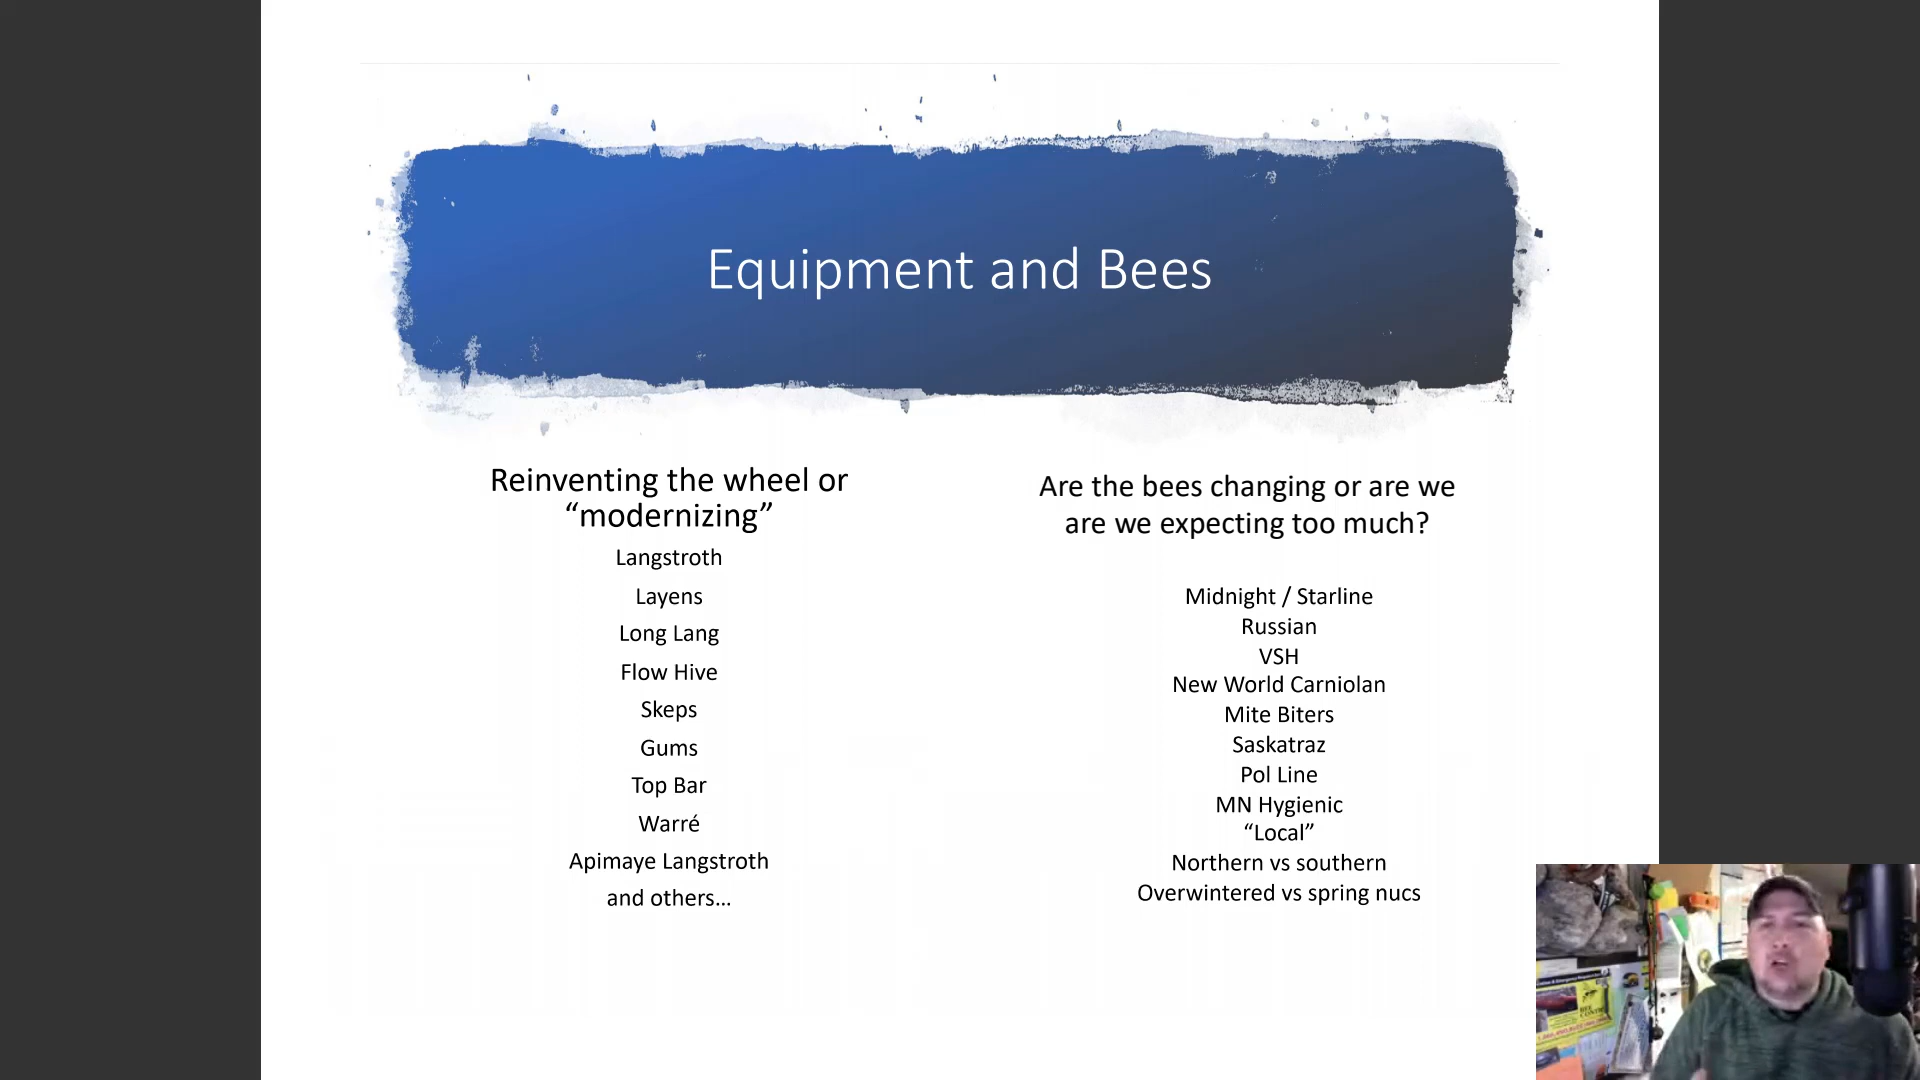 Equipment and Bees
Reinventing the wheel or
“modernizing”
Langstroth
Layens
Long Lang
Flow Hive
Skeps
Gums
Top Bar
Warré
Apimaye Langstroth
and others...
Are the bees changing or are we
are we expecting too much?
Midnight / Starline
Russian
VSH
New World Carniolan
Mite Biters
Saskatraz
Pol Line
MN Hygienic
“Local”
Northern vs southern
Overwintered vs spring nucs